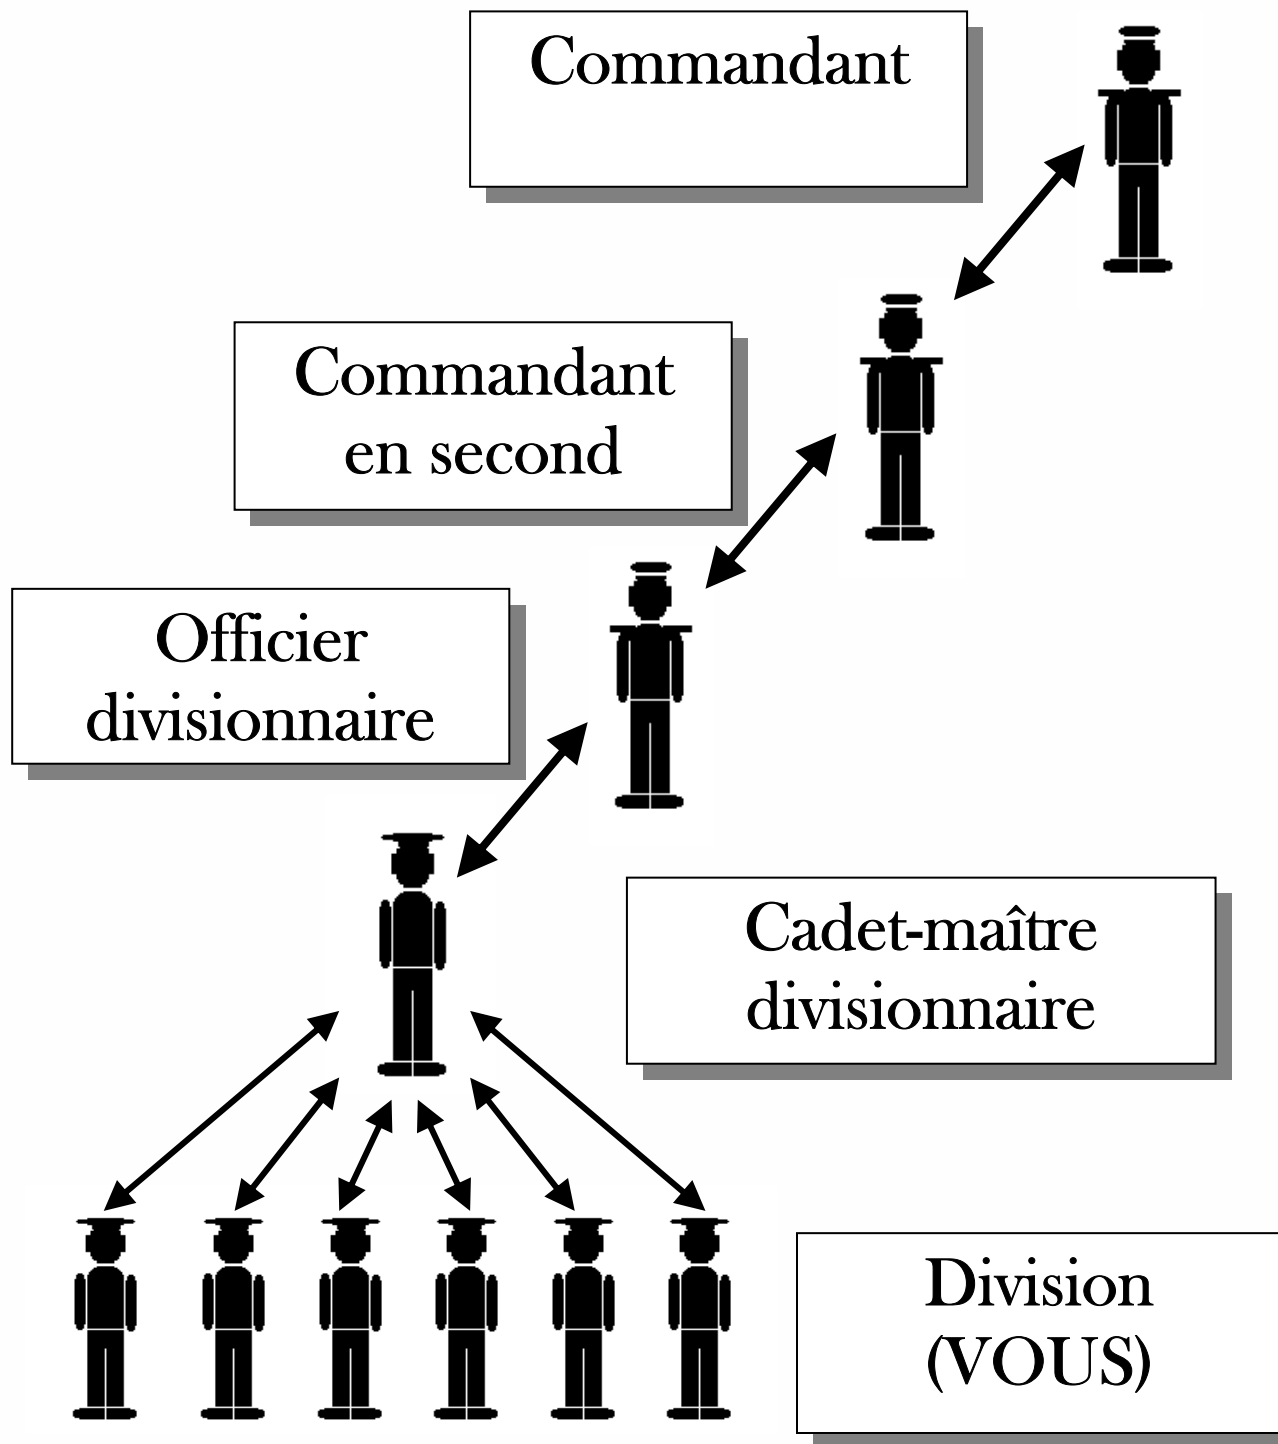 Commandant
Commandant
en second
Officier
divisionnaire
Cadet-maître
divisionnaire
Division
(VOUS)